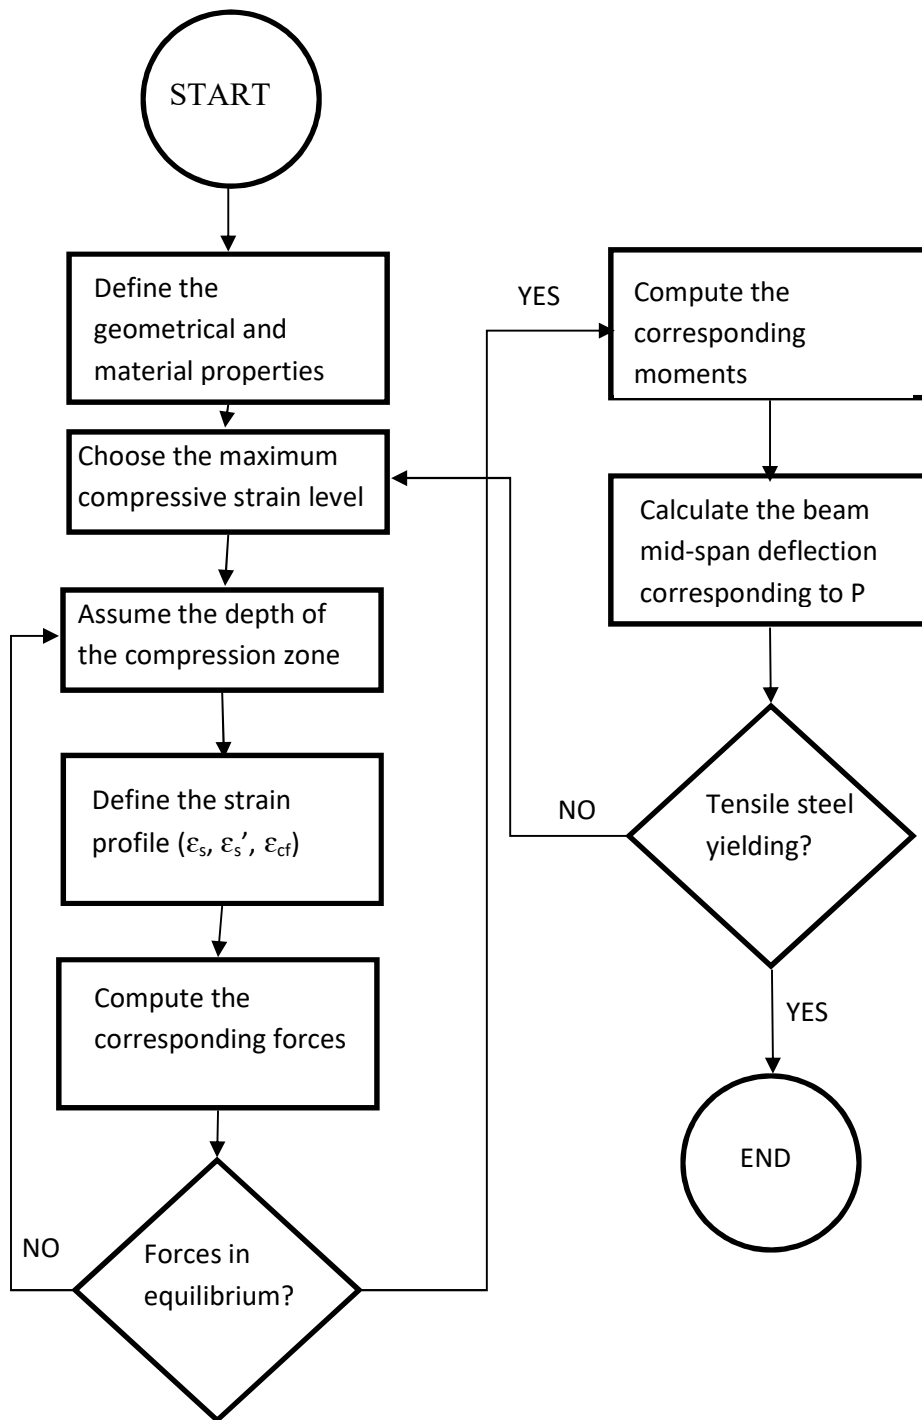 START
Define the
geometrical and
material properties
Choose the maximum
compressive strain level
Assume the depth of
the compression zone
Define the strain
profile (εs, εs’, εcf)
Compute the
corresponding forces
NO
Forces in
equilibrium?
YES
Compute the
corresponding
moments
Calculate the beam
mid-span deflection
corresponding to P
NO
Tensile steel
yielding?
YES
END